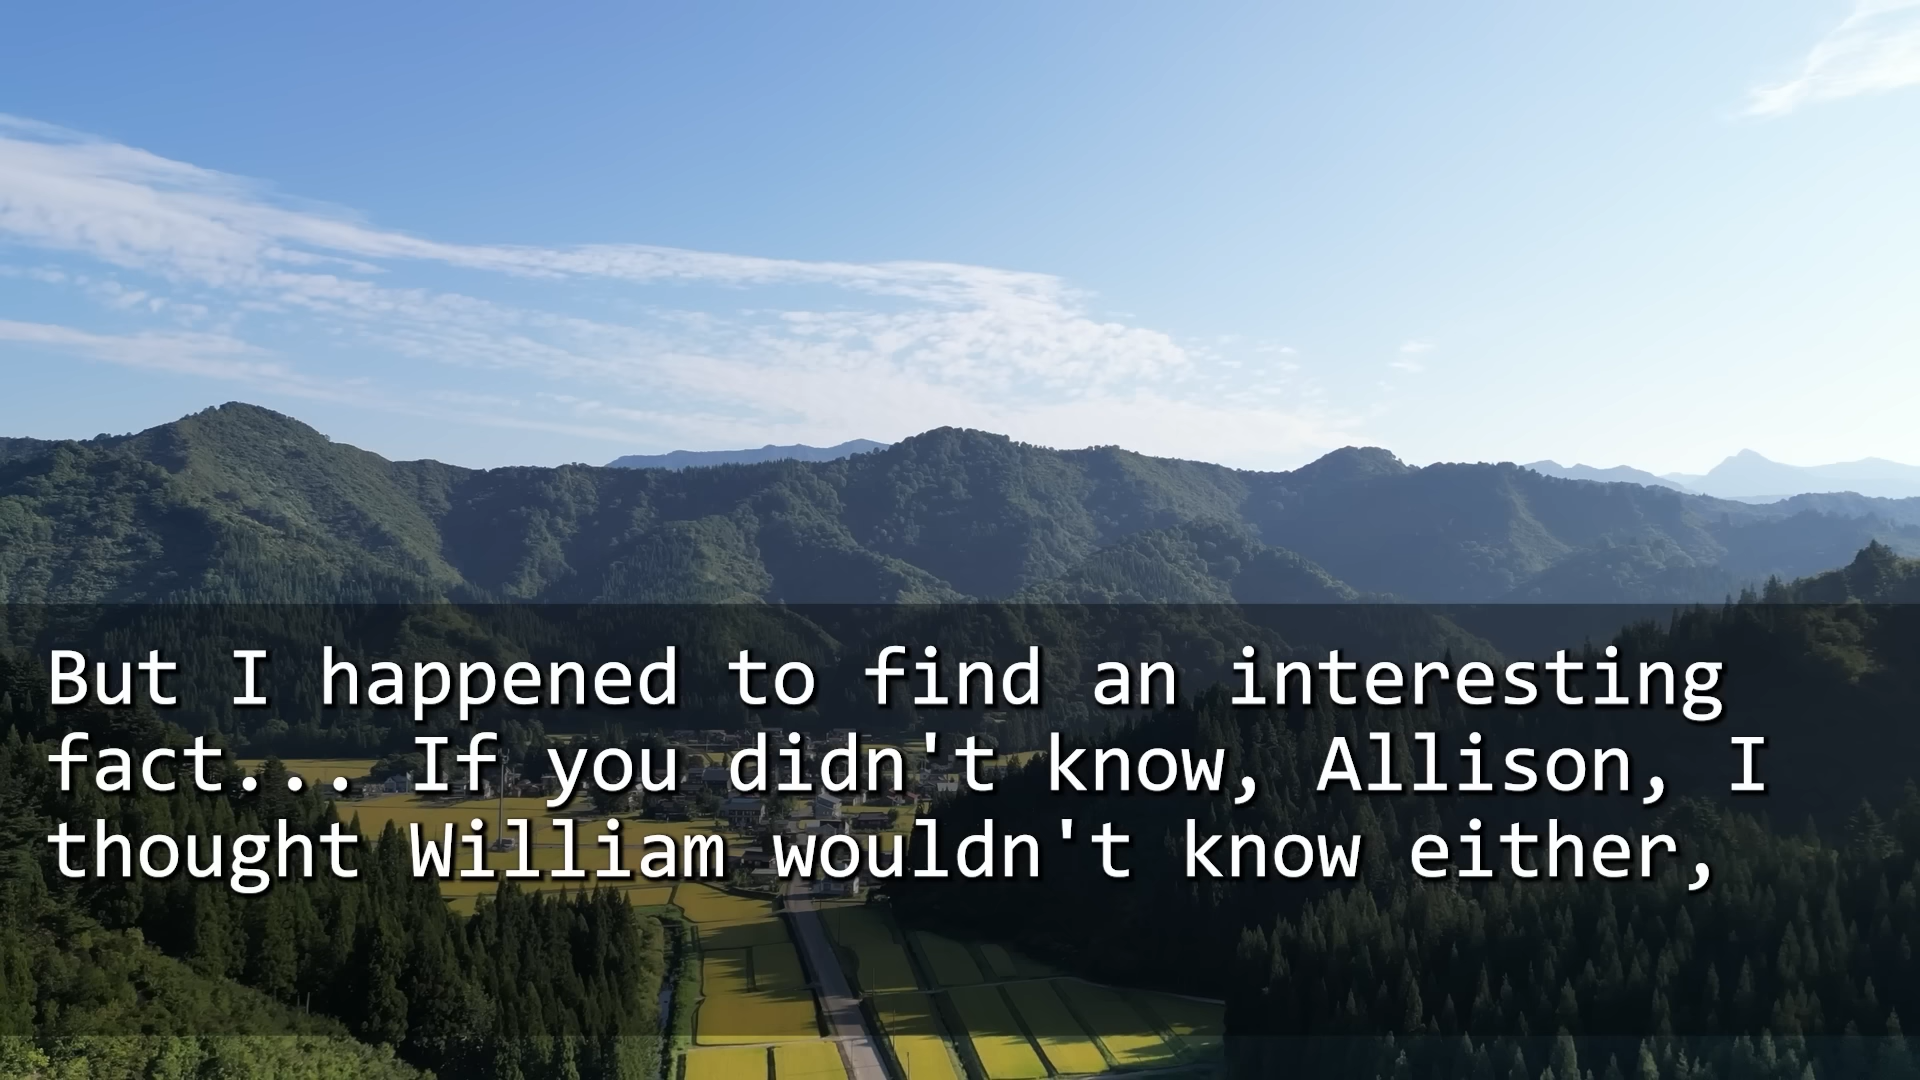 But I happened to find an interesting
fact... If you didn't know, Allison, I
thought William wouldn't know either,